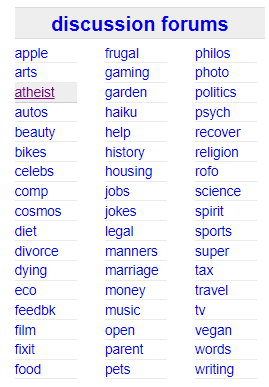 discussion forums
apple
arts
atheist
autos
beauty
bikes
celebs
comp
cosmos
diet
divorce
dying
eco
feedbk
film
fixit
food
frugal
gaming
garden
haiku
help
history
housing
jobs
jokes
legal
manners
marriage
money
music
open
parent
pets
philos
photo
politics
psych
recover
religion
rofo
science
spirit
sports
super
tax
travel
tv
vegan
words
writing